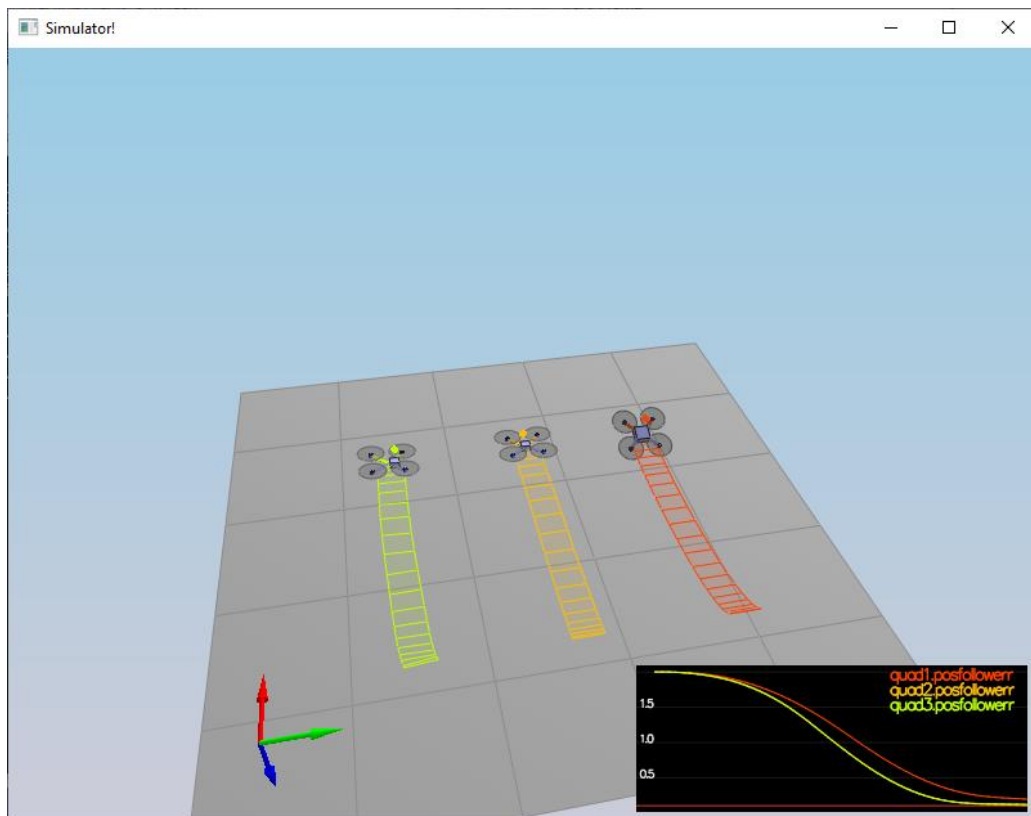 Simulator!
quad1.posfollowerr
quad2.posfollowerr
quad3.posfollowerr
1.5
1.0
0.5